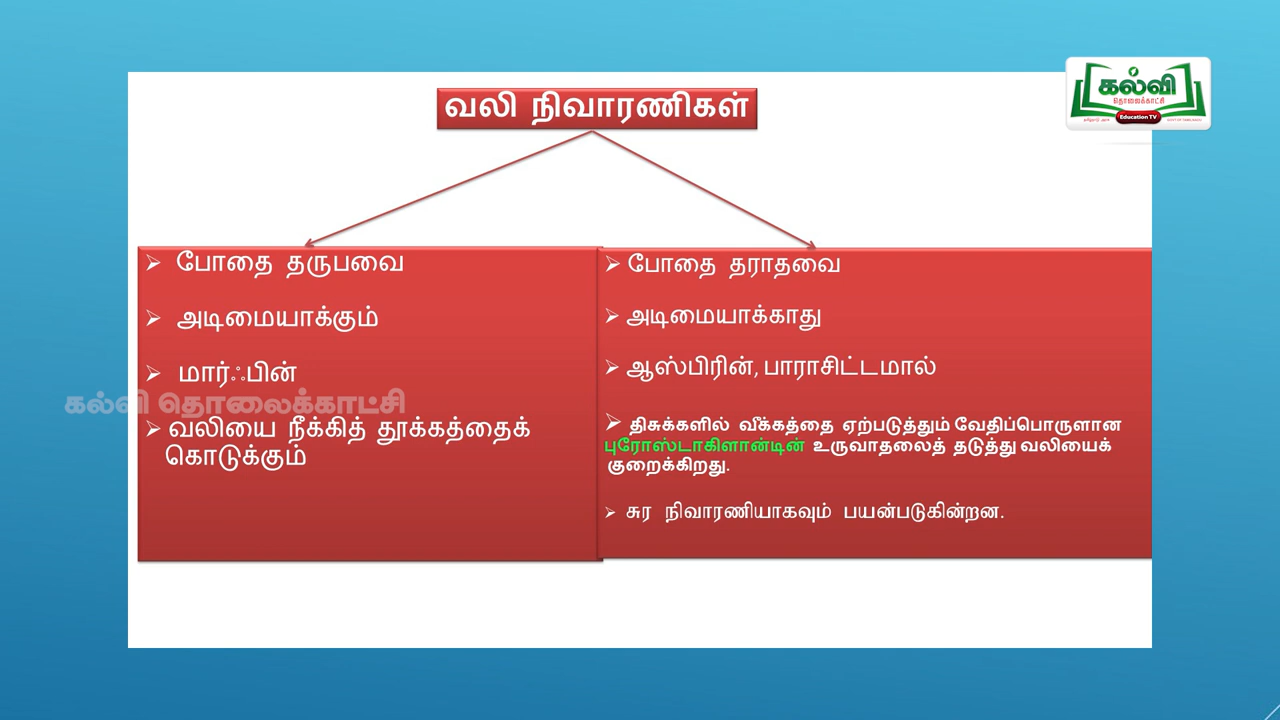 வலி நிவாரணிகள்
கல்வி
தொலைக்காட்சி
Education TV
போதை தருபவை
அடிமையாக்கும்
மார்ஃபின்
கல்வி தொலைக்காட்சி
வலியை நீக்கித் தூக்கத்தைக்
கொடுக்கும்
போதை தராதவை
அடிமையாக்காது
ஆஸ்பிரின், பாராசிட்டமால்
திசுக்களில் வீக்கத்தை ஏற்படுத்தும் வேதிப்பொருளான
புரோஸ்டாகிளான்டின் உருவாதலைத் தடுத்து வலியைக்
குறைக்கிறது.
சுர நிவாரணியாகவும் பயன்படுகின்றன.